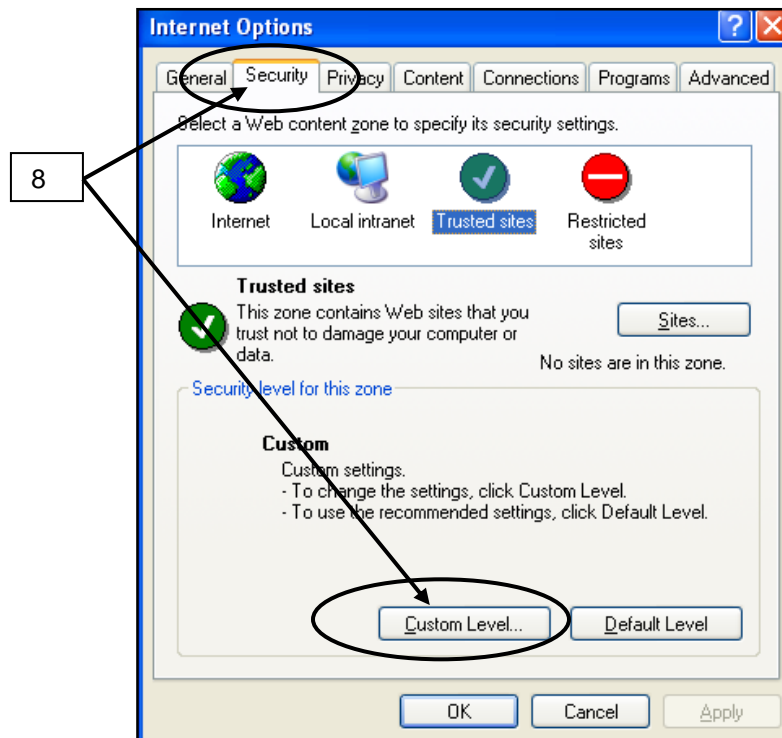 Internet Options
General Security Privacy Content Connections Programs Advanced
Select a Web content zone to specify its security settings.
8
Internet Local intranet Trusted sites Restricted
sites
Trusted sites
This zone contains Web sites that you
trust not to damage your computer or
data.
Sites...
No sites are in this zone.
Security level for this zone
Custom
Custom settings.
- To change the settings, click Custom Level.
- To use the recommended settings, click Default Level.
Custom Level... Default Level
OK Cancel Apply